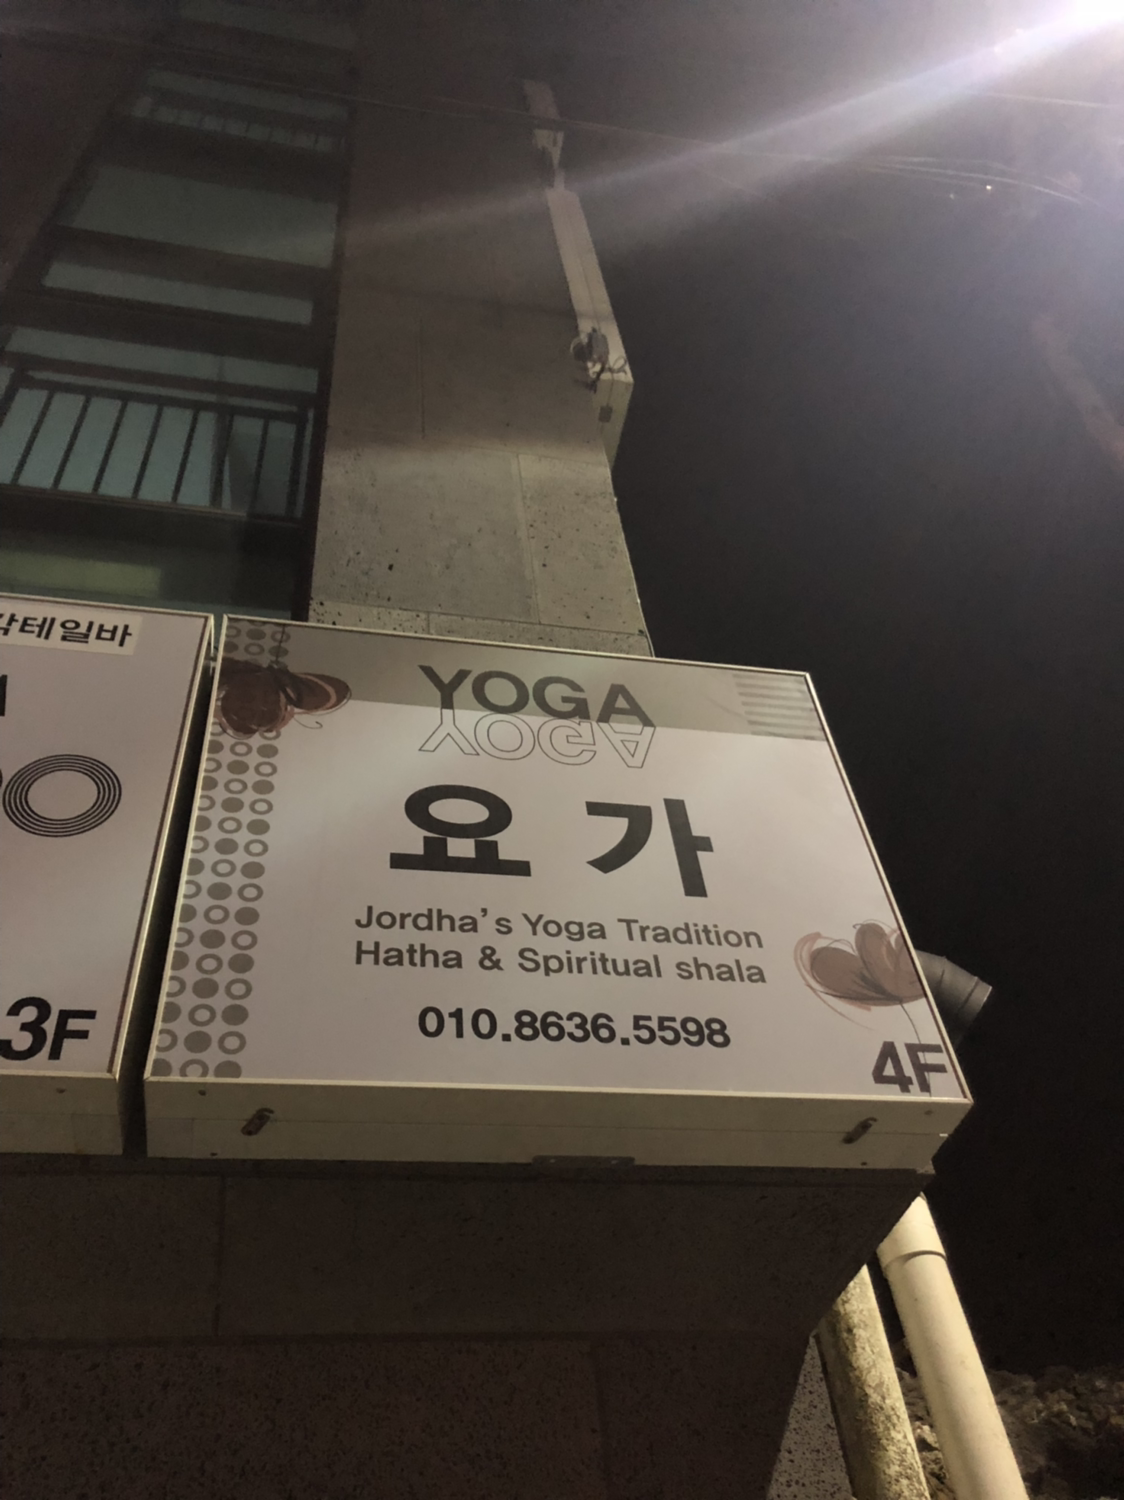 칵테일바
3F
YOGA
YOGA
요가
Jordha's Yoga Tradition
Hatha & Spiritual shala
010.8636.5598
4F